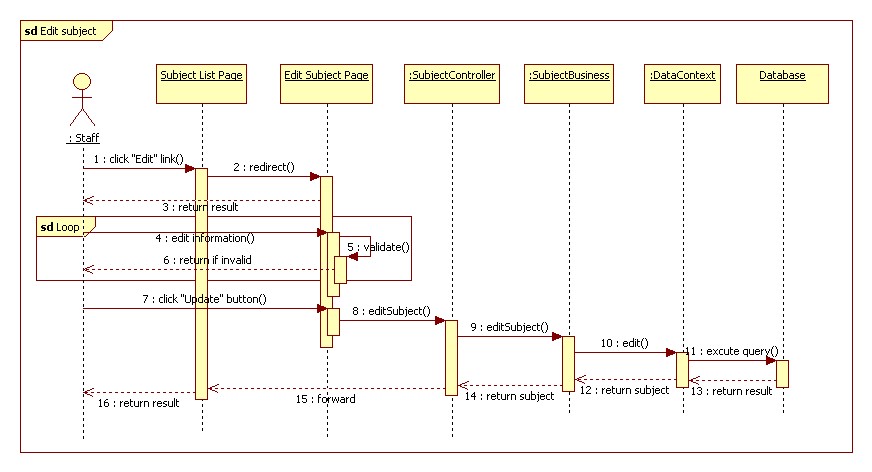 sd Edit subject
Subject List Page
Edit Subject Page
:SubjectController
:SubjectBusiness
:DataContext
Database
: Staff
1 : click "Edit" link()
2 : redirect()
3 : return result
sd Loop
4 : edit information()
5 : validate()
6 : return if invalid
7 : click "Update" button()
8 : editSubject()
9 : editSubject()
10 : edit()
11 : excute query()
12 : return subject
13 : return result
14 : return subject
15 : forward
16 : return result